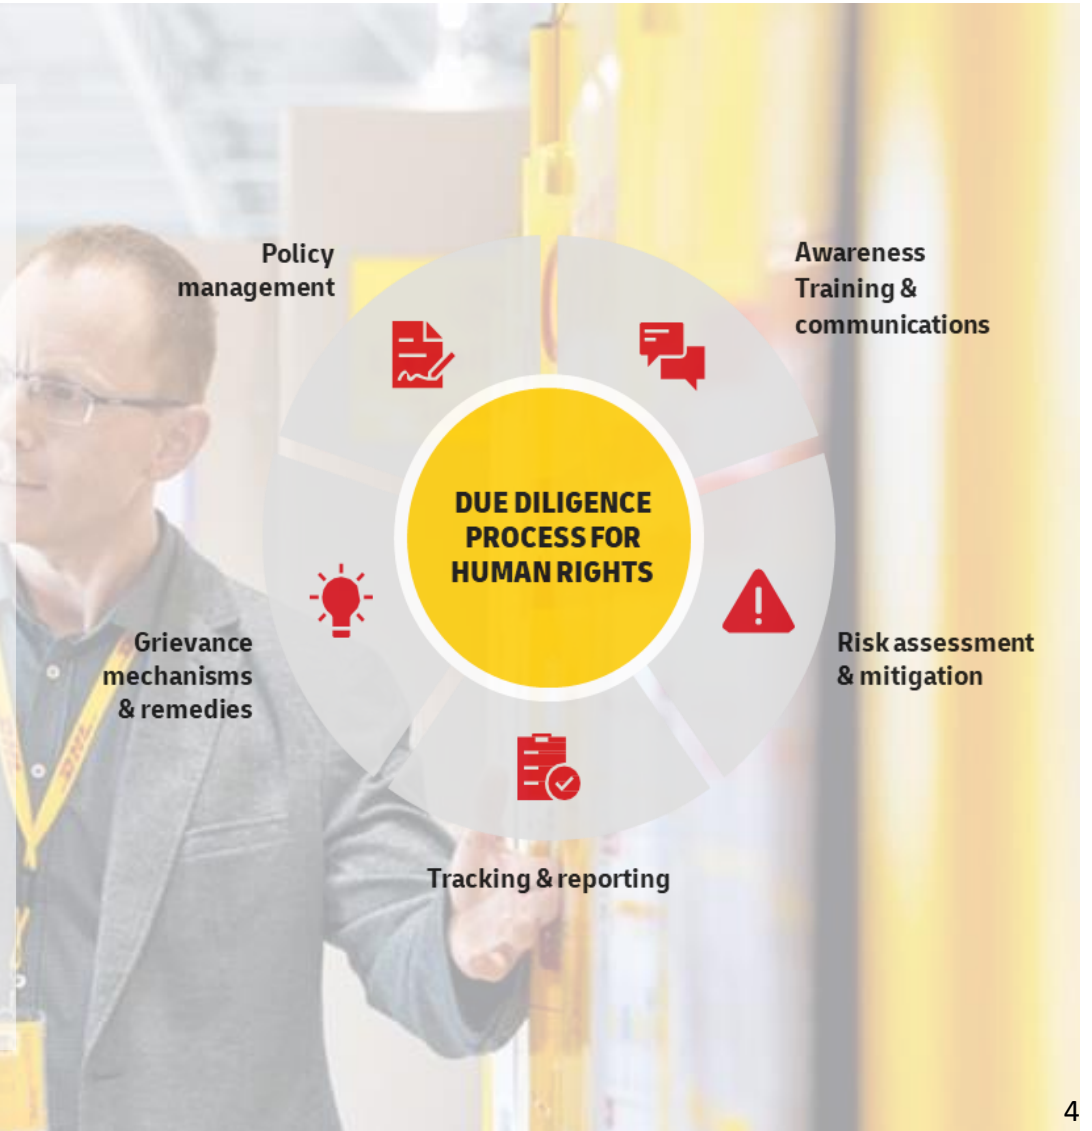 Policy
management
Awareness
Training &
communications
DUE DILIGENCE
PROCESS FOR
HUMAN RIGHTS
Grievance
mechanisms
& remedies
Risk assessment
& mitigation
Tracking & reporting
4